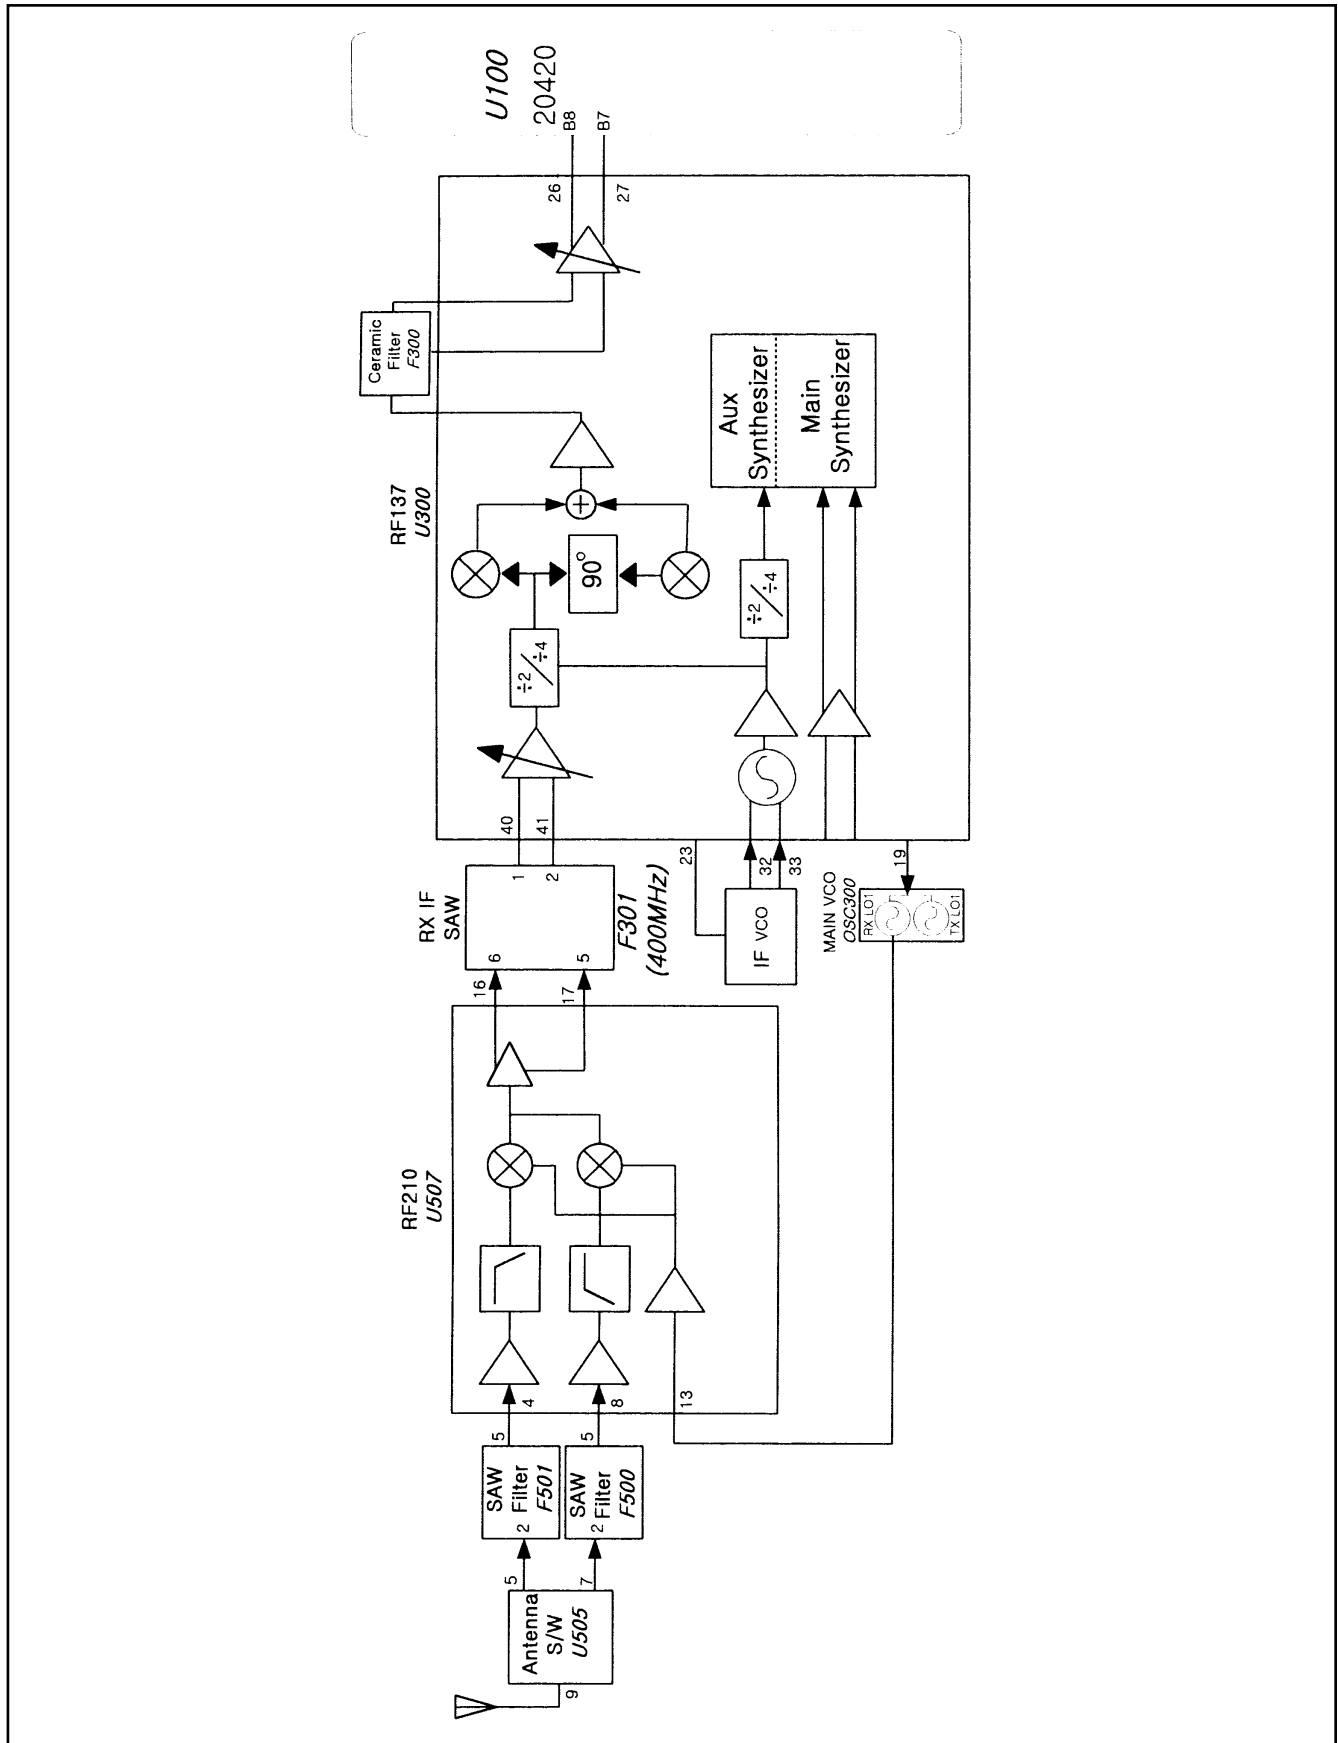 Antenna
S/W
U505
9
5
7
SAW
Filter
F501
2
5
SAW
Filter
F500
2
5
RF210
U507
4
8
13
16
17
RX IF
SAW
6
5
1
2
F301
(400MHz)
IF VCO
23
32
33
MAIN VCO
OSC300
RX LO1
TX LO1
19
RF137
U300
40
41
÷2/÷4
90°
+
÷2/÷4
Aux
Synthesizer
Main
Synthesizer
Ceramic
Filter
F300
26
27
U100
20420
B8
B7